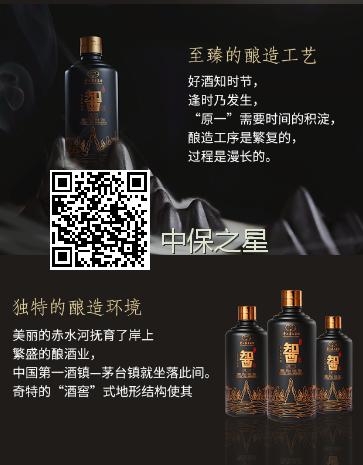 至臻的酿造工艺
好酒知时节，
逢时乃发生，
“原一”需要时间的积淀，
酿造工序是繁复的，
过程是漫长的。
中保之星
独特的酿造环境
美丽的赤水河抚育了岸上
繁盛的酿酒业，
中国第一酒镇—茅台镇就坐落此间。
奇特的“酒窖”式地形结构使其